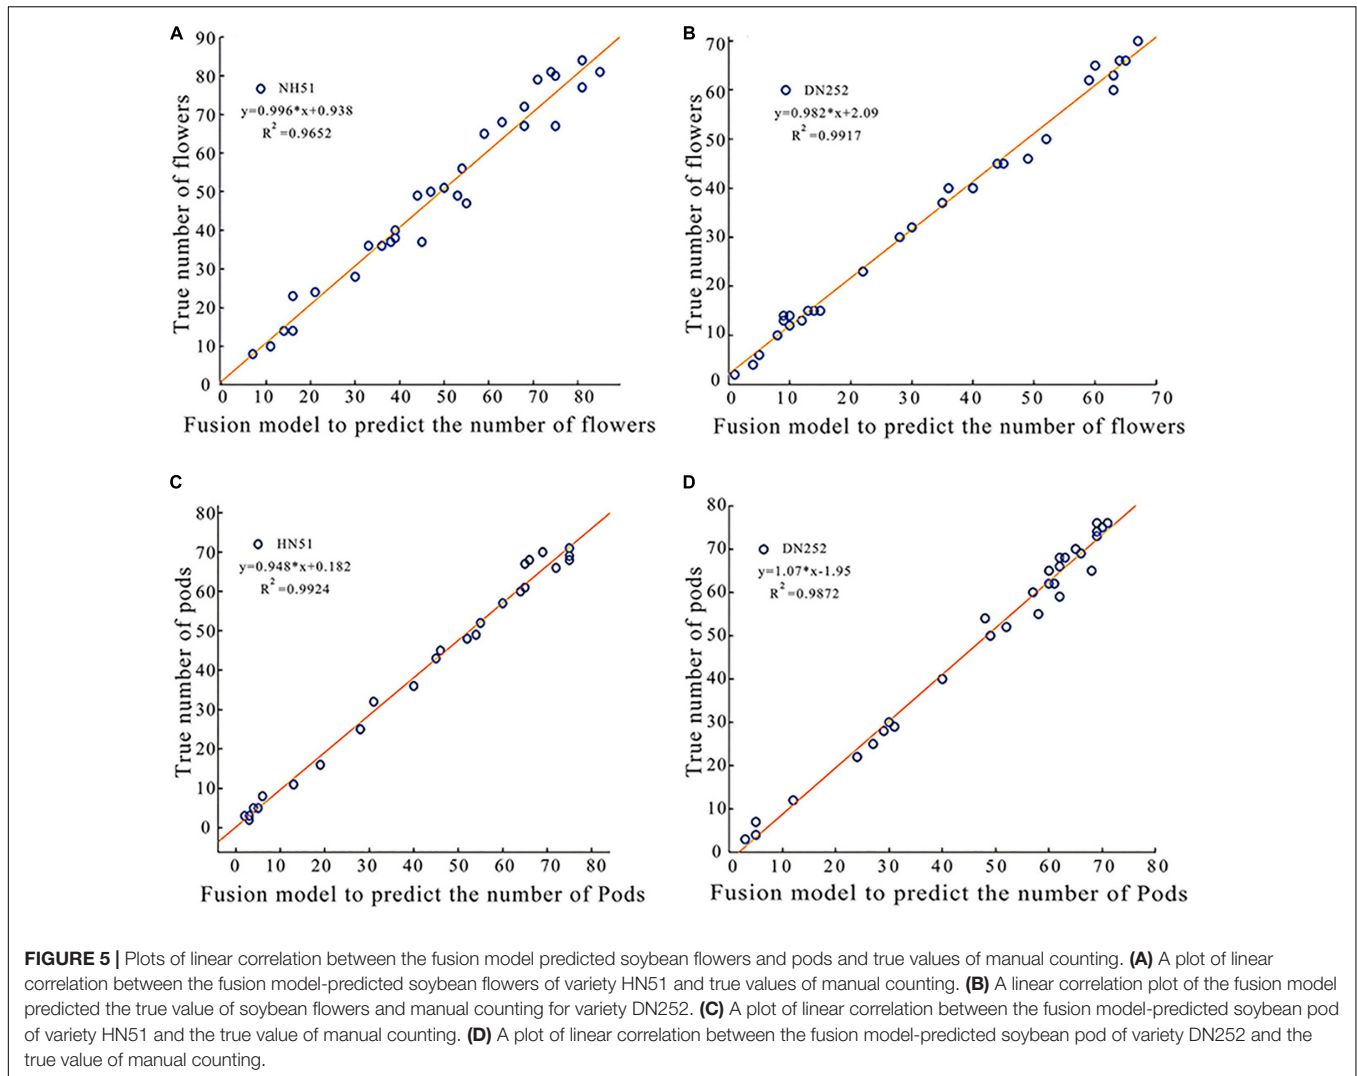 A
90
80
70
60
50
40
30
20
10
0
NH51
y=0.996*x+0.938
R²=0.9652
True number of flowers
0 10 20 30 40 50 60 70 80
Fusion model to predict the number of flowers
B
70
60
50
40
30
20
10
0
DN252
y=0.982*x+2.09
R²=0.9917
True number of flowers
0 10 20 30 40 50 60 70
Fusion model to predict the number of flowers
C
80
70
60
50
40
30
20
10
0
HN51
y=0.948*x+0.182
R²=0.9924
True number of pods
0 10 20 30 40 50 60 70 80
Fusion model to predict the number of Pods
D
80
70
60
50
40
30
20
10
0
DN252
y=1.07*x-1.95
R²=0.9872
True number of pods
0 10 20 30 40 50 60 70 80
Fusion model to predict the number of Pods
FIGURE 5 | Plots of linear correlation between the fusion model predicted soybean flowers and pods and true values of manual counting. (A) A plot of linear
correlation between the fusion model-predicted soybean flowers of variety HN51 and true values of manual counting. (B) A linear correlation plot of the fusion model
predicted the true value of soybean flowers and manual counting for variety DN252. (C) A plot of linear correlation between the fusion model-predicted soybean pod
of variety HN51 and the true value of manual counting. (D) A plot of linear correlation between the fusion model-predicted soybean pod of variety DN252 and the
true value of manual counting.